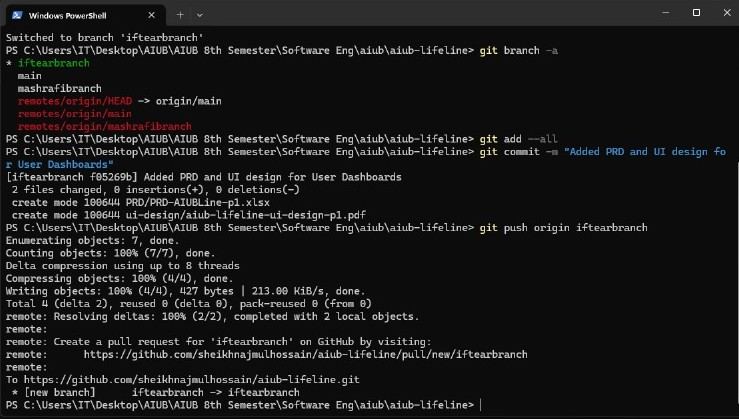 Windows PowerShell
Switched to branch 'iftearbranch'
PS C:\Users\IT\Desktop\AIUB\AIUB 8th Semester\Software Eng\aiub\aiub-lifeline> git branch -a
* iftearbranch
main
mashrafibranch
remotes/origin/HEAD -> origin/main
remotes/origin/main
remotes/origin/mashrafibranch
PS C:\Users\IT\Desktop\AIUB\AIUB 8th Semester\Software Eng\aiub\aiub-lifeline> git add --all
PS C:\Users\IT\Desktop\AIUB\AIUB 8th Semester\Software Eng\aiub\aiub-lifeline> git commit -m "Added PRD and UI design fo
r User Dashboards"
[iftearbranch f05269b] Added PRD and UI design for User Dashboards
2 files changed, 0 insertions(+), 0 deletions(-)
create mode 100644 PRD/PRD-AIUBLine-p1.xlsx
create mode 100644 ui-design/aiub-lifeline-ui-design-p1.pdf
PS C:\Users\IT\Desktop\AIUB\AIUB 8th Semester\Software Eng\aiub\aiub-lifeline> git push origin iftearbranch
Enumerating objects: 7, done.
Counting objects: 100% (7/7), done.
Delta compression using up to 8 threads
Compressing objects: 100% (4/4), done.
Writing objects: 100% (4/4), 427 bytes | 213.00 KiB/s, done.
Total 4 (delta 2), reused 0 (delta 0), pack-reused 0 (from 0)
remote: Resolving deltas: 100% (2/2), completed with 2 local objects.
remote:
remote: Create a pull request for 'iftearbranch' on GitHub by visiting:
remote:      https://github.com/sheikhnajmulhossain/aiub-lifeline/pull/new/iftearbranch
remote:
To https://github.com/sheikhnajmulhossain/aiub-lifeline.git
* [new branch]      iftearbranch -> iftearbranch
PS C:\Users\IT\Desktop\AIUB\AIUB 8th Semester\Software Eng\aiub\aiub-lifeline>